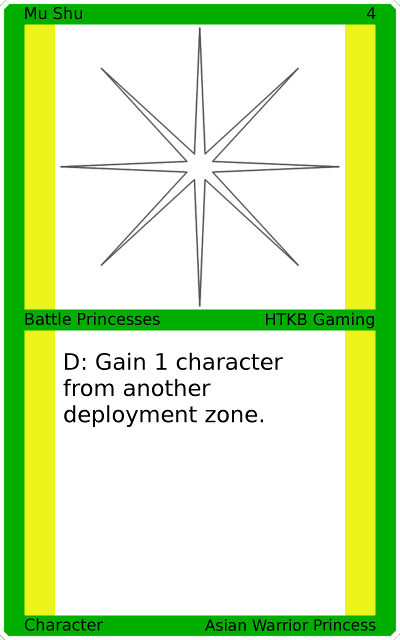 Mu Shu 4
Battle Princesses HTKB Gaming
D: Gain 1 character
from another
deployment zone.
Character Asian Warrior Princess